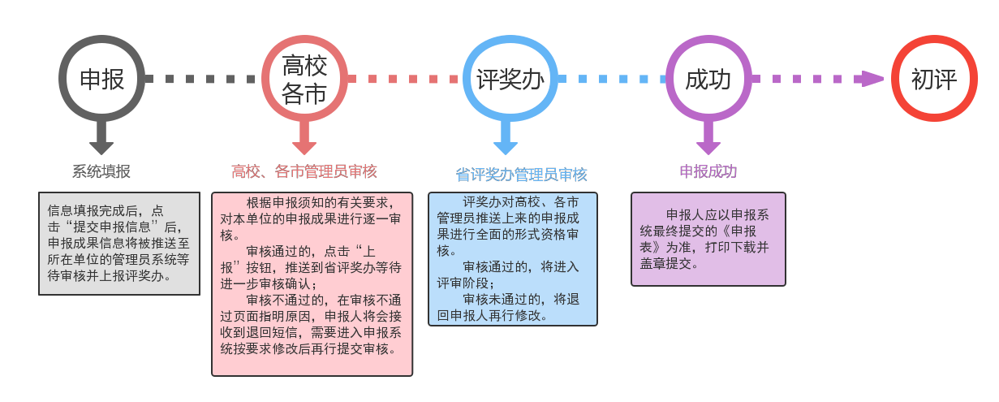 申报
高校
各市
评奖办
成功
初评
系统填报
高校、各市管理员审核
省评奖办管理员审核
申报成功
信息填报完成后，点
击“提交申报信息”后，
申报成果信息将被推送至
所在单位的管理员系统等
待审核并上报评奖办。
根据申报须知的有关要求，
对本单位的申报成果进行逐一审
核。
审核通过的，点击“上
报”按钮，推送到省评奖办等待
进一步审核确认；
审核不通过的，在审核不通
过页面指明原因，申报人将会接
收到退回短信，需要进入申报系
统按要求修改后再行提交审核。
评奖办对高校、各市
管理员推送上来的申报成
果进行全面的形式资格审
核。
审核通过的，将进入
评审阶段；
审核未通过的，将退
回申报人再行修改。
申报人应以申报系
统最终提交的《申报
表》为准，打印下载并
盖章提交。